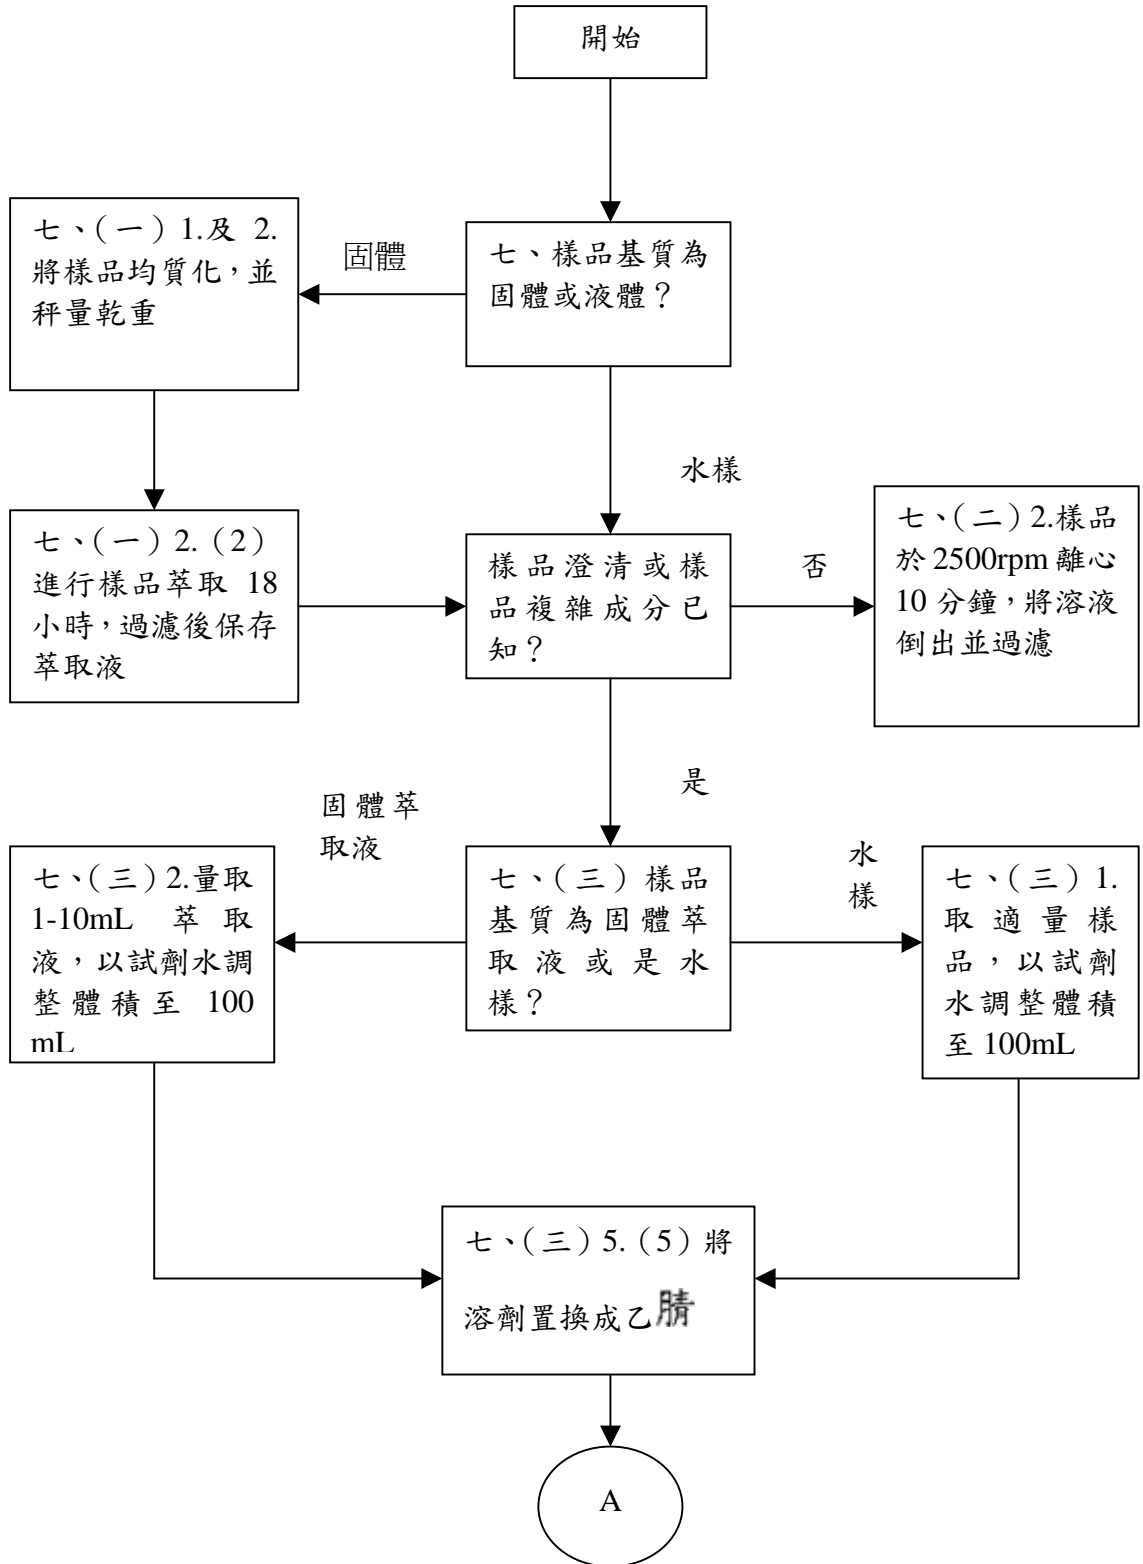 開始
七、（一）1.及 2.
將樣品均質化，並
秤量乾重
固體
七、樣品基質為
固體或液體？
水樣
七、（一）2.（2）
進行樣品萃取 18
小時，過濾後保存
萃取液
樣品澄清或樣
品複雜成分已
知？
否
七、（二）2.樣品
於 2500rpm 離心
10 分鐘，將溶液
倒出並過濾
是
固體萃
取液
七、（三）2.量取
1-10mL 萃取
液，以試劑水調
整體積至 100
mL
七、（三）樣品
基質為固體萃
取液或是水
樣？
水
樣
七、（三）1.
取適量樣
品，以試劑
水調整體積
至 100mL
七、（三）5.（5）將
溶劑置換成乙腈
A